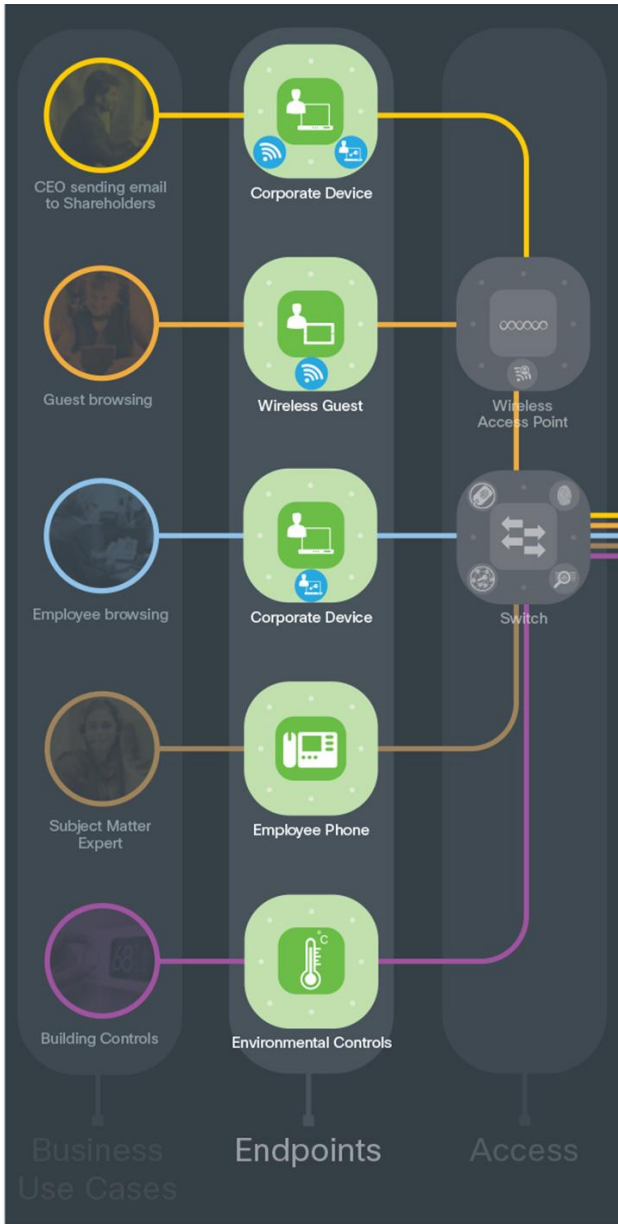 CEO sending email
to Shareholders
Corporate Device
Guest browsing
Wireless Guest
Wireless
Access Point
Employee browsing
Corporate Device
Switch
Subject Matter
Expert
Employee Phone
°C
Building Controls
Environmental Controls
Business
Use Cases
Endpoints
Access